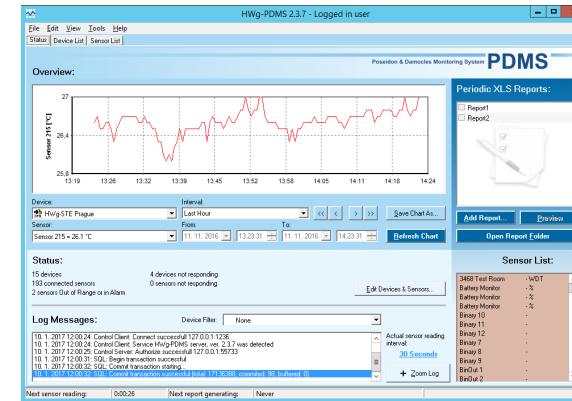 HWg-PDMS 2.3.7 - Logged in user
File Edit View Tools Help
Status Device List Sensor List
Poseidon & Damocles Monitoring System PDMS
Overview:
Periodic XLS Reports:
Report1
Report2
27
26,4
25,8
Sensor 215 [°C]
13:19 13:26 13:32 13:39 13:45 13:52 13:58 14:05 14:11 14:18 14:24
Device: Interval:
HWg-STE Prague Last Hour << < > >> Save Chart As...
Sensor: From: To:
Sensor 215 = 26.1 °C 11. 11. 2016 13:23:31 11. 11. 2016 14:23:31 Refresh Chart
Add Report... Preview
Open Report Folder
Status:
15 devices 4 devices not responding
193 connected sensors 0 sensors not responding
2 sensors Out of Range or in Alarm
Edit Devices & Sensors...
Sensor List:
3468 Test Room - WDT
Battery Monitor - %
Battery Monitor - %
Binary 10 -
Binary 11 -
Binary 12 -
Binary 7 -
Binary 8 -
Binary 9 -
BinOut 1 -
BinOut 2 -
Log Messages: Device Filter: None
10. 1. 2017 12:00:24: Control Client: Connect successfull 127.0.0.1:1236
10. 1. 2017 12:00:24: Control Client: Service HWg-PDMS server, ver. 2.3.7 was detected
10. 1. 2017 12:00:25: Control Server: Authorize successfull 127.0.0.1:55733
10. 1. 2017 12:00:31: SQL: Begin transaction successful
10. 1. 2017 12:00:32: SQL: Commit transaction starting...
10. 1. 2017 12:00:32: SQL: Commit transaction successful (total: 17136388, commited: 98, buffered: 0)
Actual sensor reading
interval:
30 Seconds
+ Zoom Log
Next sensor reading: 0:00:26 Next report generating: Never